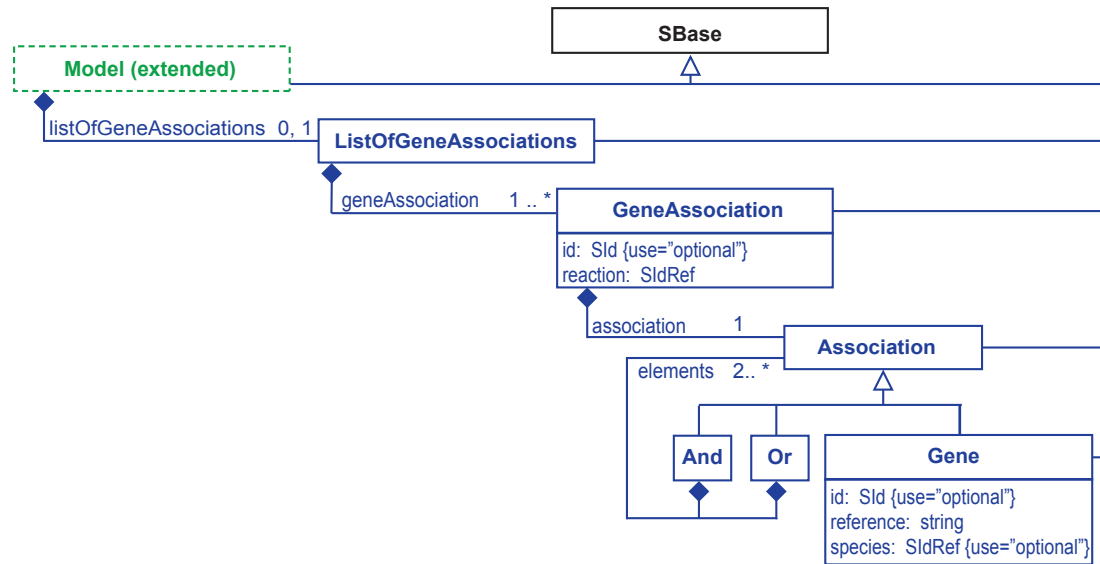 SBase
Model (extended)
listOfGeneAssociations 0, 1
ListOfGeneAssociations
geneAssociation 1 .. *
GeneAssociation
id: SId {use=”optional”}
reaction: SIdRef
association 1
Association
elements 2.. *
And
Or
Gene
id: SId {use=”optional”}
reference: string
species: SIdRef {use=”optional”}